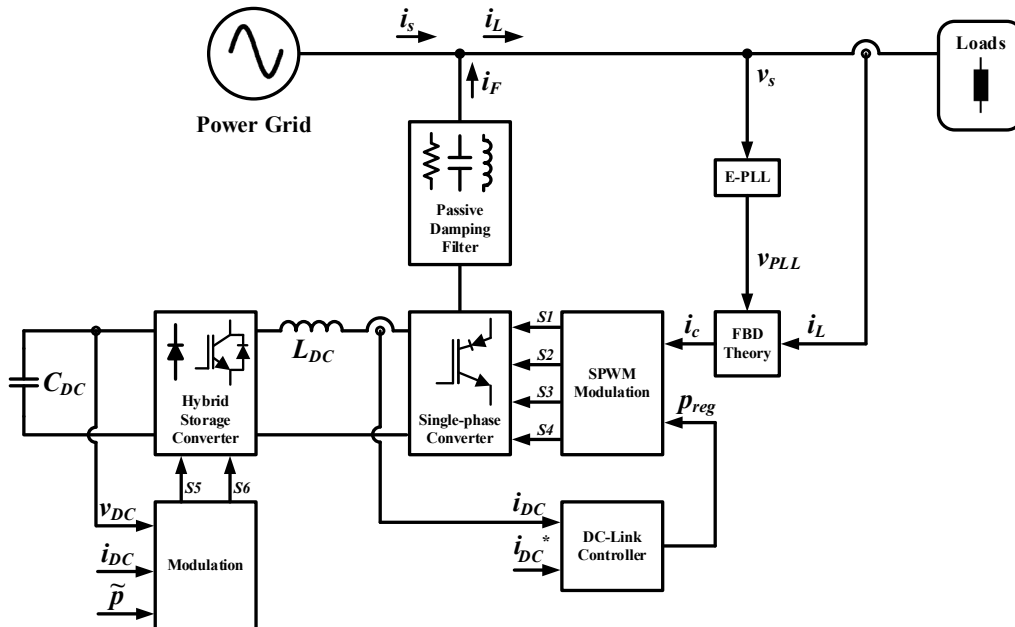 i_s
i_L
Loads
Power Grid
i_F
v_s
Passive
Damping
Filter
E-PLL
v_PLL
L_DC
C_DC
Hybrid
Storage
Converter
Single-phase
Converter
S1
S2
S3
S4
SPWM
Modulation
i_c
FBD
Theory
i_L
p_reg
S5
S6
v_DC
i_DC
p̃
Modulation
i_DC
i_DC*
DC-Link
Controller